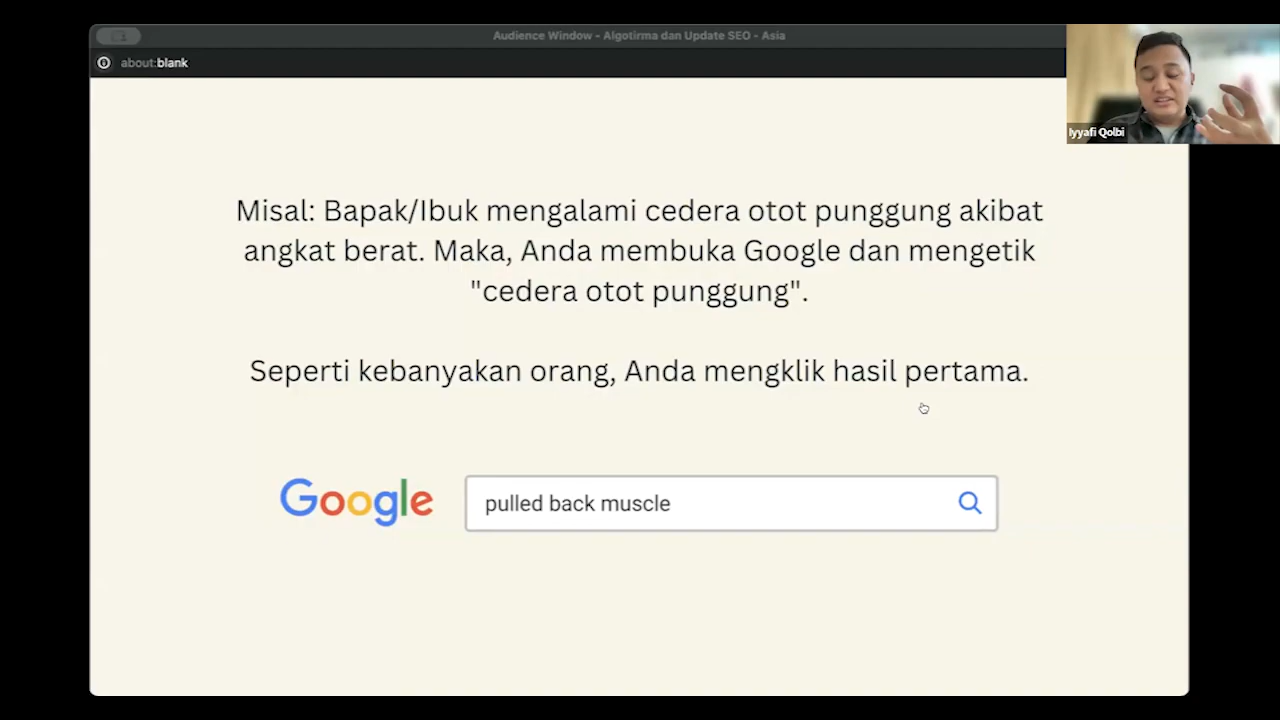 Audience Window - Algotirma dan Update SEO - Asia
about:blank
Iyyafi Qolbi
Misal: Bapak/Ibuk mengalami cedera otot punggung akibat
angkat berat. Maka, Anda membuka Google dan mengetik
"cedera otot punggung".
Seperti kebanyakan orang, Anda mengklik hasil pertama.
Google
pulled back muscle